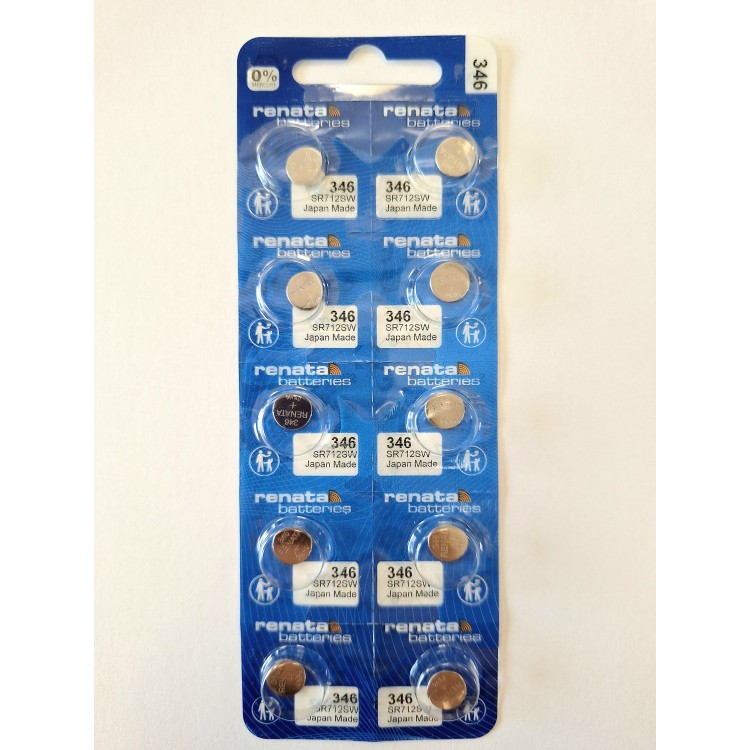 0%
MERCURY
346
renata
batteries
346
SR712SW
Japan Made
renata
batteries
346
SR712SW
Japan Made
renata
batteries
346
SR712SW
Japan Made
renata
batteries
346
SR712SW
Japan Made
renata
batteries
346
SR712SW
Japan Made
renata
batteries
346
SR712SW
Japan Made
RENATA
346
renata
batteries
346
SR712SW
Japan Made
renata
batteries
346
SR712SW
Japan Made
renata
batteries
346
SR712SW
Japan Made
renata
batteries
346
SR712SW
Japan Made